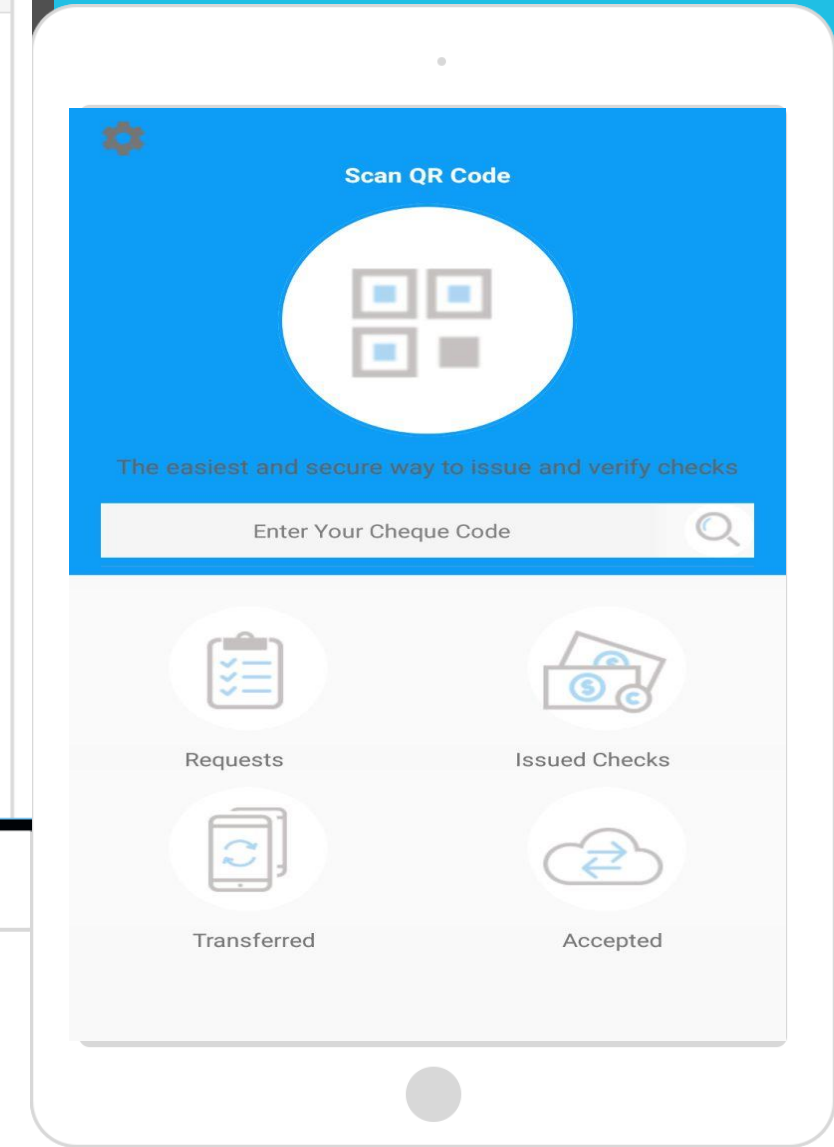 Scan QR Code
The easiest and secure way to issue and verify checks
Enter Your Cheque Code
Requests
Issued Checks
Transferred
Accepted